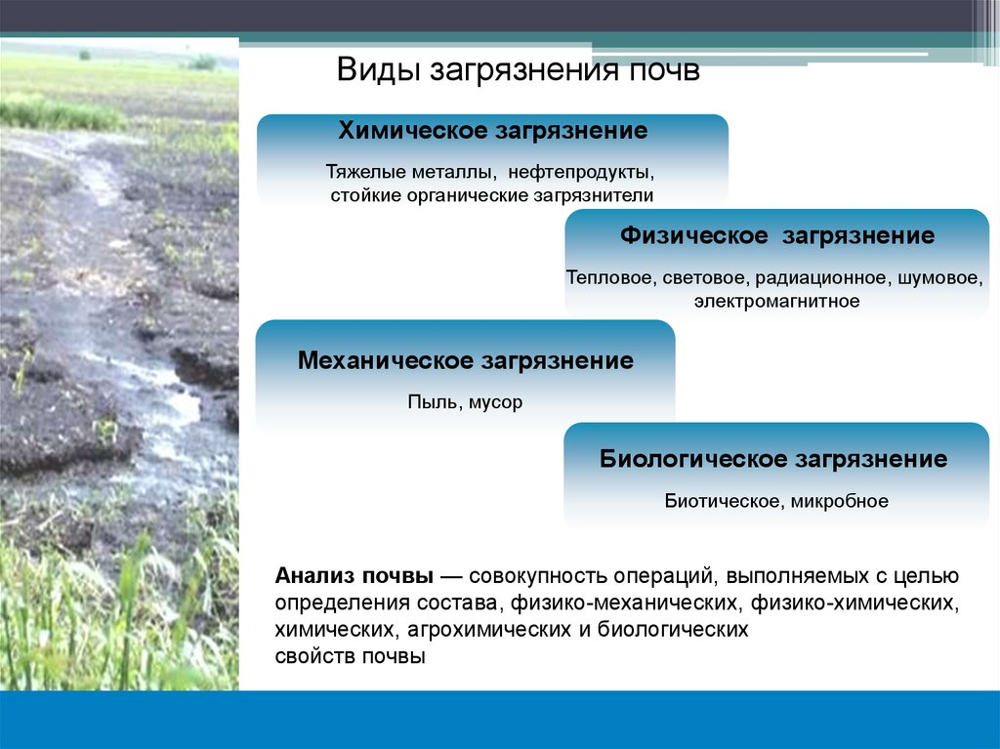 Виды загрязнения почв
Химическое загрязнение
Тяжелые металлы, нефтепродукты,
стойкие органические загрязнители
Физическое загрязнение
Тепловое, световое, радиационное, шумовое,
электромагнитное
Механическое загрязнение
Пыль, мусор
Биологическое загрязнение
Биотическое, микробное
Анализ почвы — совокупность операций, выполняемых с целью
определения состава, физико-механических, физико-химических,
химических, агрохимических и биологических
свойств почвы